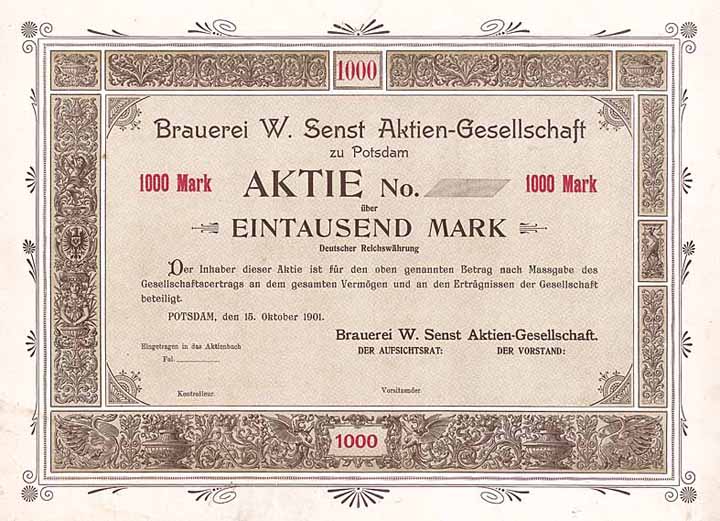 1000
Brauerei W. Senst Aktien-Gesellschaft
zu Potsdam
1000 Mark AKTIE No. 1000 Mark
über
EINTAUSEND MARK
Deutscher Reichswährung
Der Inhaber dieser Aktie ist für den oben genannten Betrag nach Massgabe des
Gesellschaftsvertrags an dem gesamten Vermögen und an den Erträgnissen der Gesellschaft
beteiligt.
POTSDAM, den 15. Oktober 1901.
Brauerei W. Senst Aktien-Gesellschaft.
DER AUFSICHTSRAT: DER VORSTAND:
Eingetragen in das Aktienbuch
Fol.
Kontrolleur. Vorsitzender.
1000